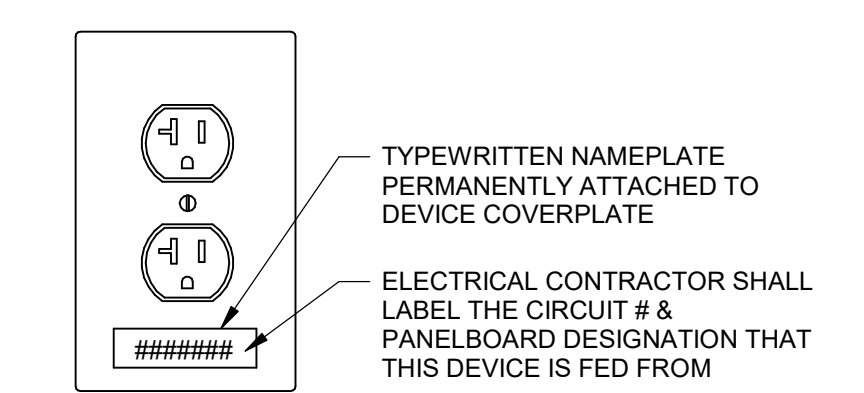 TYPEWRITTEN NAMEPLATE
PERMANENTLY ATTACHED TO
DEVICE COVERPLATE
ELECTRICAL CONTRACTOR SHALL
LABEL THE CIRCUIT # &
PANELBOARD DESIGNATION THAT
THIS DEVICE IS FED FROM
#######